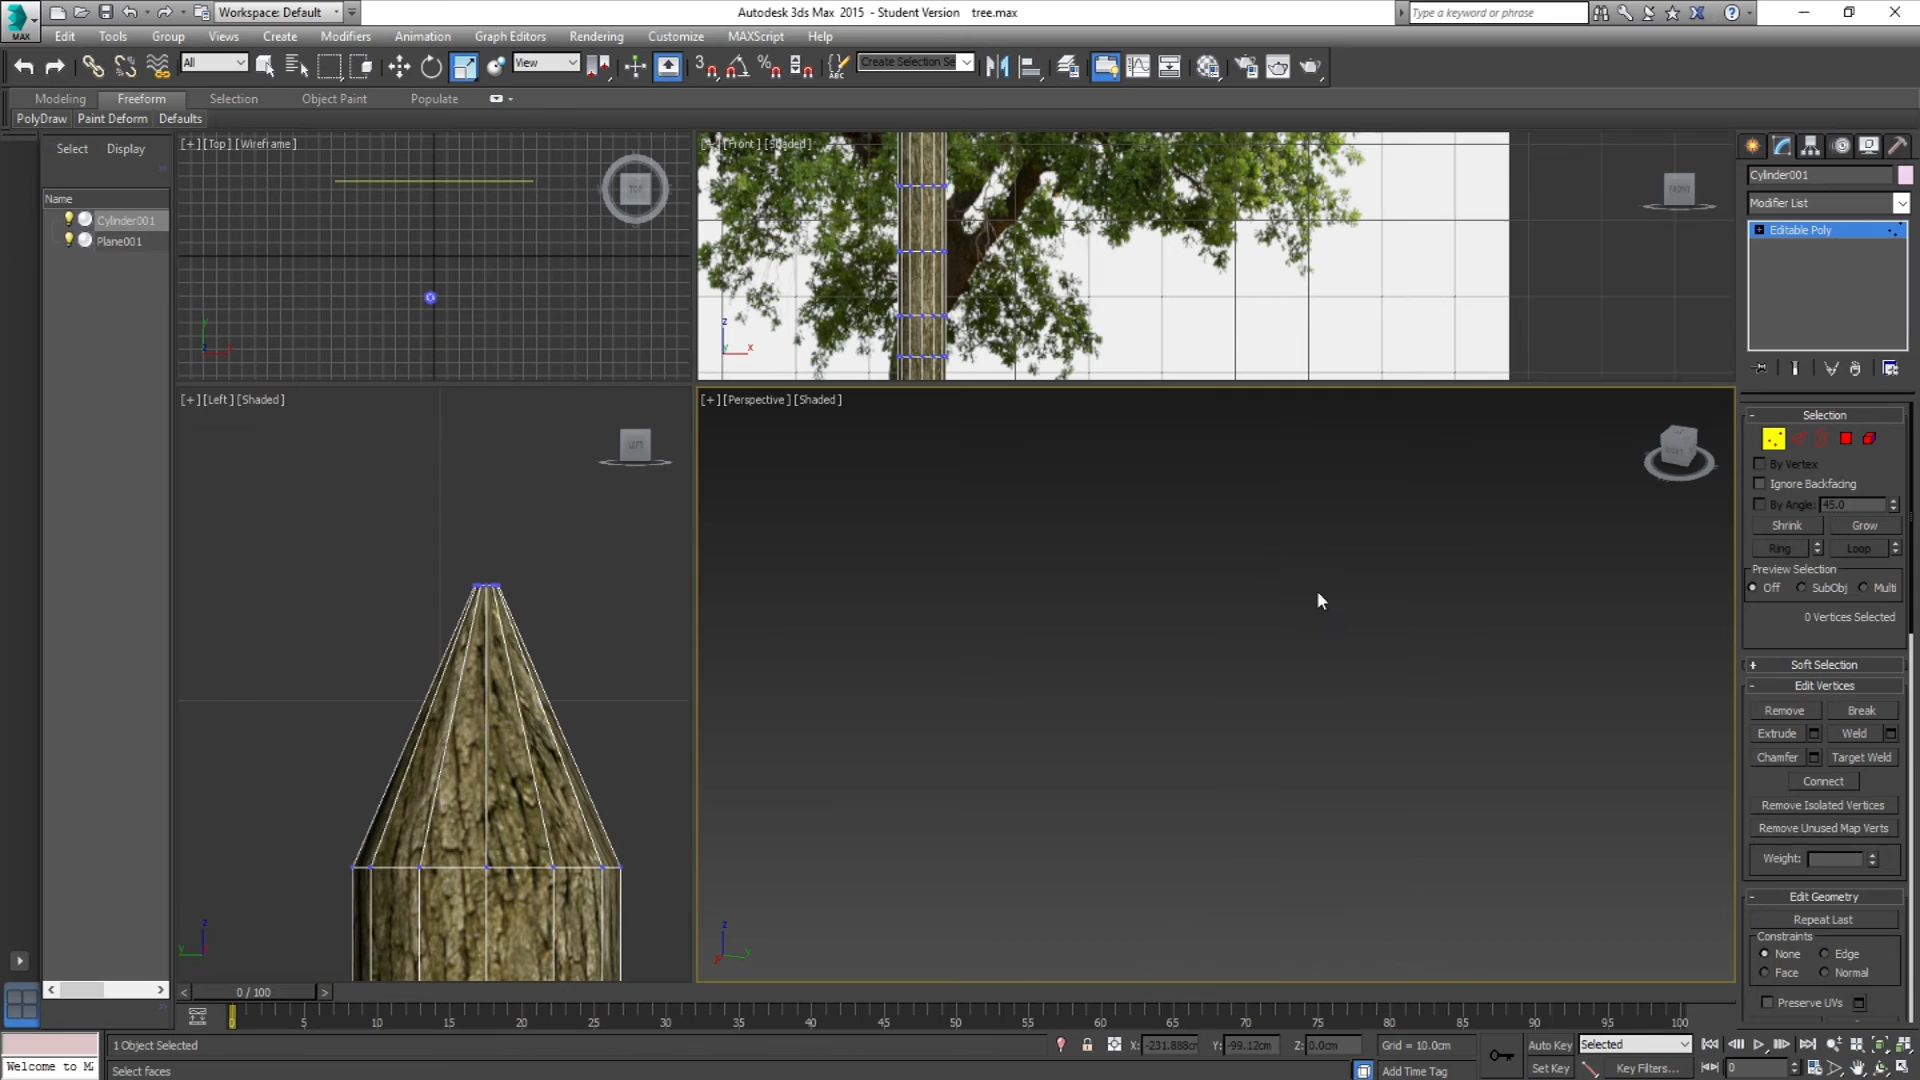 MAX
Workspace: Default
Autodesk 3ds Max 2015 - Student Version tree.max
Type a keyword or phrase
Edit Tools Group Views Create Modifiers Animation Graph Editors Rendering Customize MAXScript Help
All
View
Create Selection Se
Modeling Freeform Selection Object Paint Populate
PolyDraw Paint Deform Defaults
Select Display
Name
Cylinder001
Plane001
[+] [Top] [Wireframe]
TOP
[+] [Front] [Shaded]
FRONT
[+] [Left] [Shaded]
LEFT
[+] [Perspective] [Shaded]
Cylinder001
Modifier List
Editable Poly
Selection
By Vertex
Ignore Backfacing
By Angle: 45.0
Shrink Grow
Ring Loop
Preview Selection
Off SubObj Multi
0 Vertices Selected
Soft Selection
Edit Vertices
Remove Break
Extrude Weld
Chamfer Target Weld
Connect
Remove Isolated Vertices
Remove Unused Map Verts
Weight:
Edit Geometry
Repeat Last
Constraints
None Edge
Face Normal
Preserve UVs
0 / 100
5 10 15 20 25 30 35 40 45 50 55 60 65 70 75 80 85 90 95 100
1 Object Selected
X: -231.888cr Y: -99.12cm Z: 0.0cm Grid = 10.0cm
Auto Key Selected
Welcome to M
Select faces
Add Time Tag
Set Key Key Filters... 0